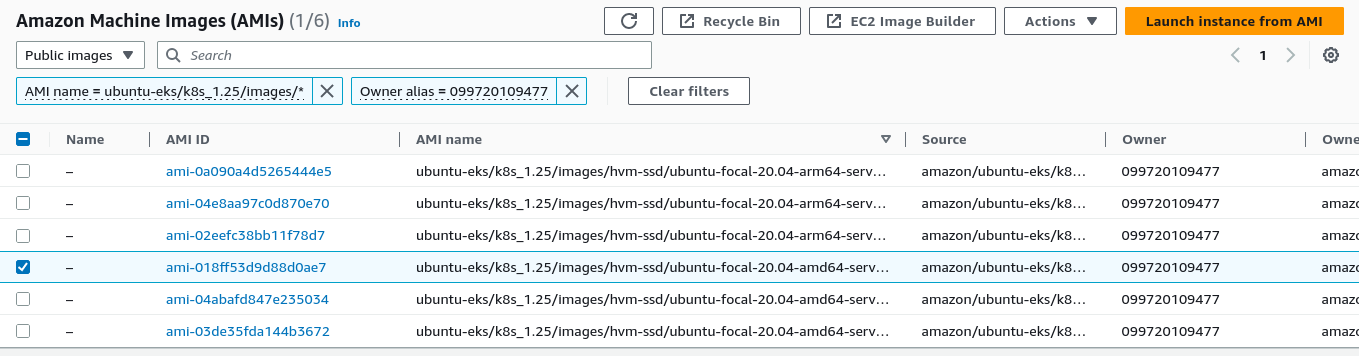 Amazon Machine Images (AMIs) (1/6) Info Recycle Bin EC2 Image Builder Actions Launch instance from AMI
Public images Search 1
AMI name = ubuntu-eks/k8s_1.25/images/* Owner alias = 099720109477 Clear filters
Name AMI ID AMI name Source Owner Owne
– ami-0a090a4d5265444e5 ubuntu-eks/k8s_1.25/images/hvm-ssd/ubuntu-focal-20.04-arm64-serv… amazon/ubuntu-eks/k8… 099720109477 amazo
– ami-04e8aa97c0d870e70 ubuntu-eks/k8s_1.25/images/hvm-ssd/ubuntu-focal-20.04-arm64-serv… amazon/ubuntu-eks/k8… 099720109477 amazo
– ami-02eefc38bb11f78d7 ubuntu-eks/k8s_1.25/images/hvm-ssd/ubuntu-focal-20.04-arm64-serv… amazon/ubuntu-eks/k8… 099720109477 amazo
– ami-018ff53d9d88d0ae7 ubuntu-eks/k8s_1.25/images/hvm-ssd/ubuntu-focal-20.04-amd64-serv… amazon/ubuntu-eks/k8… 099720109477 amazo
– ami-04abafd847e235034 ubuntu-eks/k8s_1.25/images/hvm-ssd/ubuntu-focal-20.04-amd64-serv… amazon/ubuntu-eks/k8… 099720109477 amazo
– ami-03de35fda144b3672 ubuntu-eks/k8s_1.25/images/hvm-ssd/ubuntu-focal-20.04-amd64-serv… amazon/ubuntu-eks/k8… 099720109477 amazo